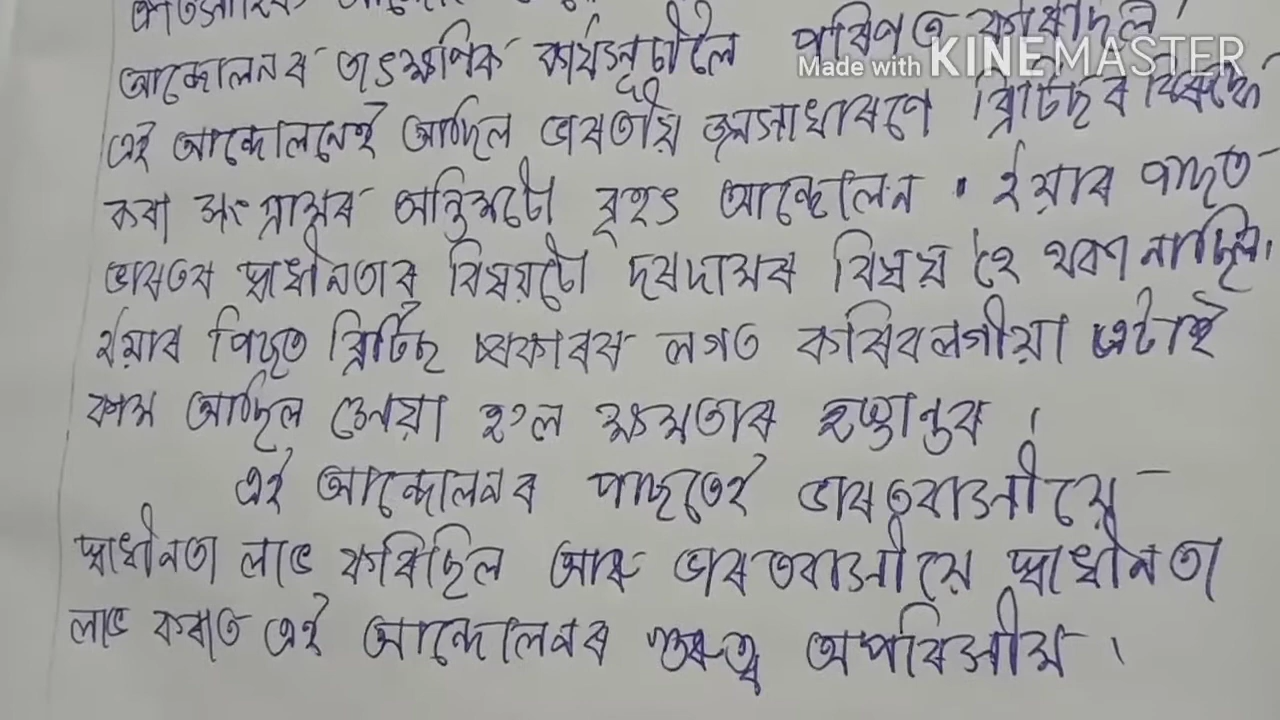 আন্দোলনৰ তাৎক্ষণিক কাৰ্যসূচীলৈ পৰিণত কৰিছিল।
Made with KINEMASTER
এই আন্দোলনেই আছিল ভাৰতীয় জনসাধাৰণে ব্ৰিটিছৰ বিৰুদ্ধে
কৰা সংগ্ৰামৰ অন্তিমটো বৃহৎ আন্দোলন। ইয়াৰ পাছত
ভাৰতৰ স্বাধীনতাৰ বিষয়টো দৰদামৰ বিষয় হৈ থকা নাছিল।
ইয়াৰ পিছত ব্ৰিটিছ চৰকাৰৰ লগত কৰিবলগীয়া এটাই
কাম আছিল সেয়া হ'ল ক্ষমতাৰ হস্তান্তৰ।
এই আন্দোলনৰ পাছতেই ভাৰতবাসীয়ে
স্বাধীনতা লাভ কৰিছিল আৰু ভাৰতবাসীয়ে স্বাধীনতা
লাভ কৰাত এই আন্দোলনৰ গুৰুত্ব অপৰিসীম।